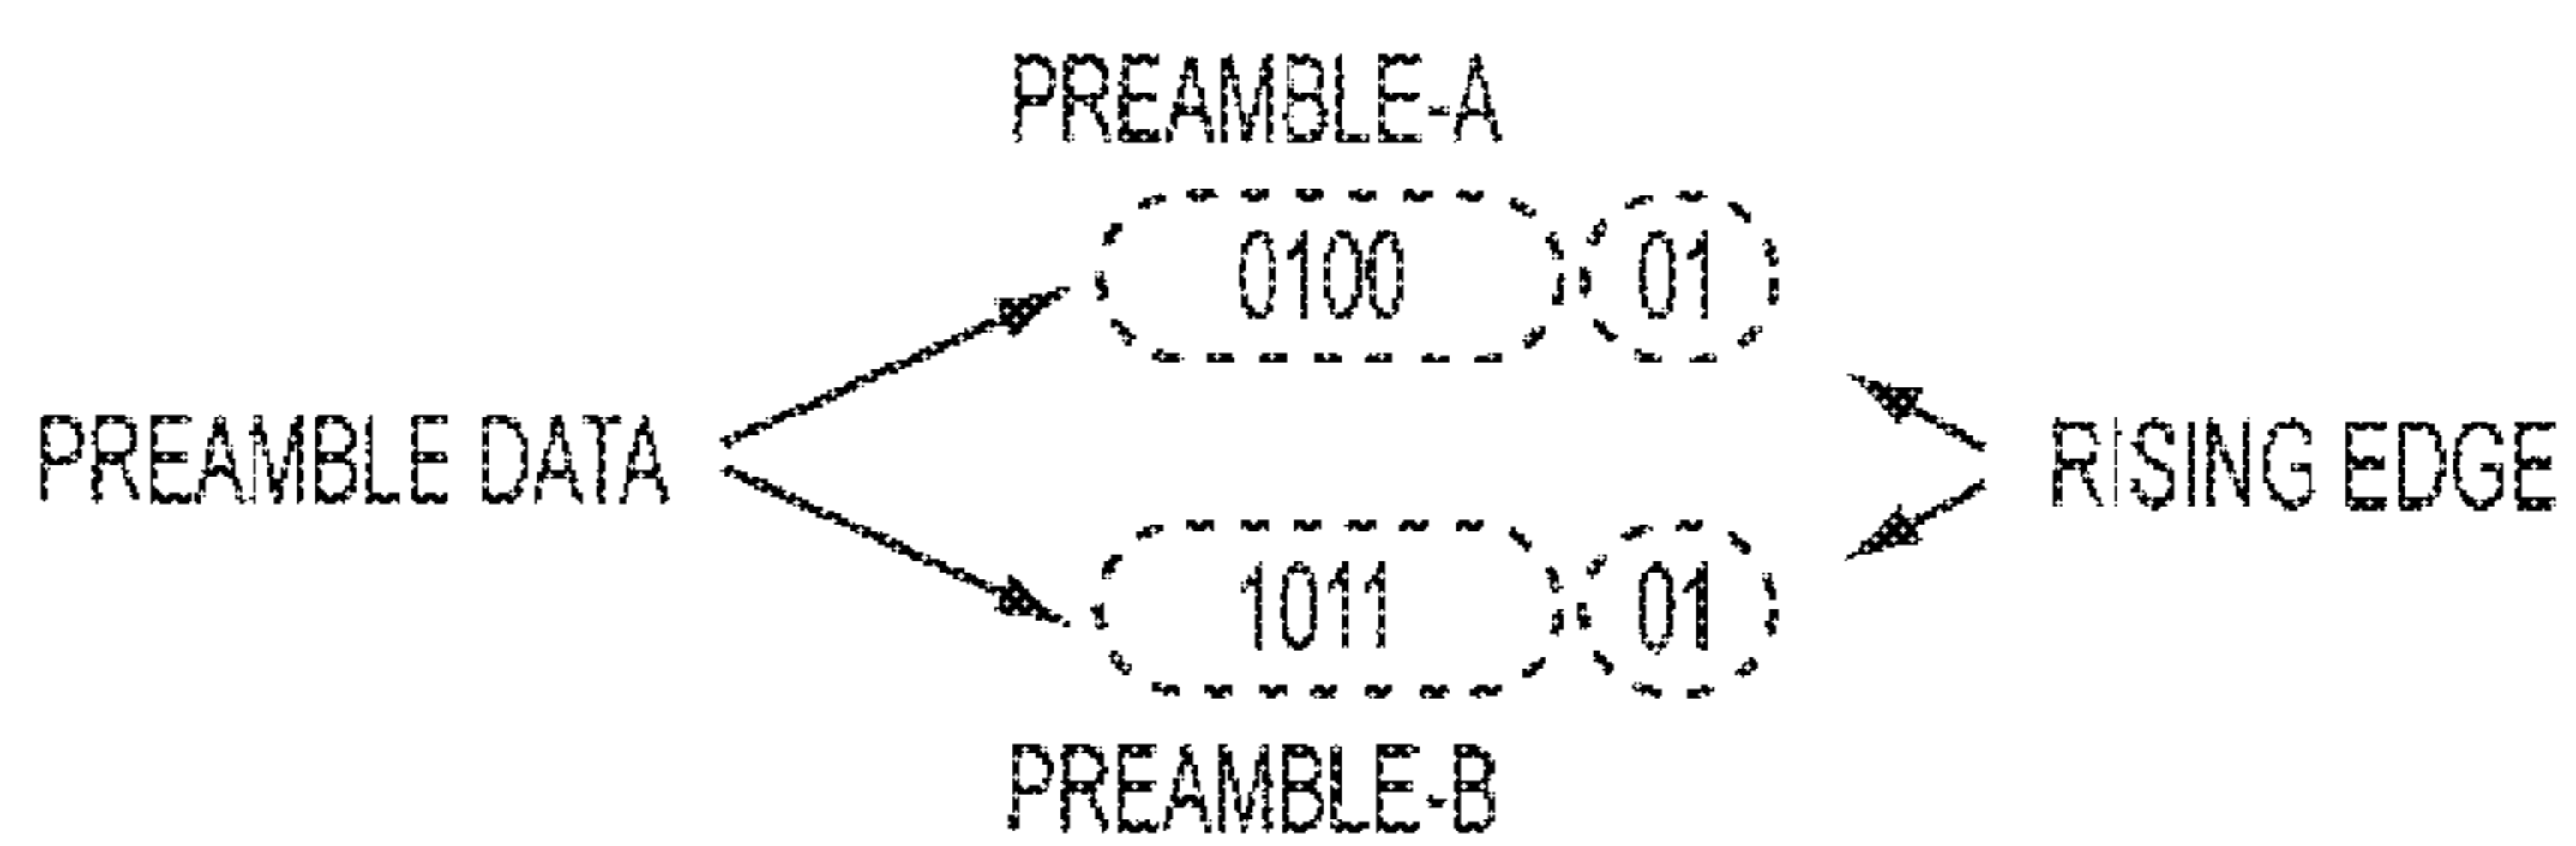 PREAMBLE-A
0100 01
PREAMBLE DATA
RISING EDGE
1011 01
PREAMBLE-B